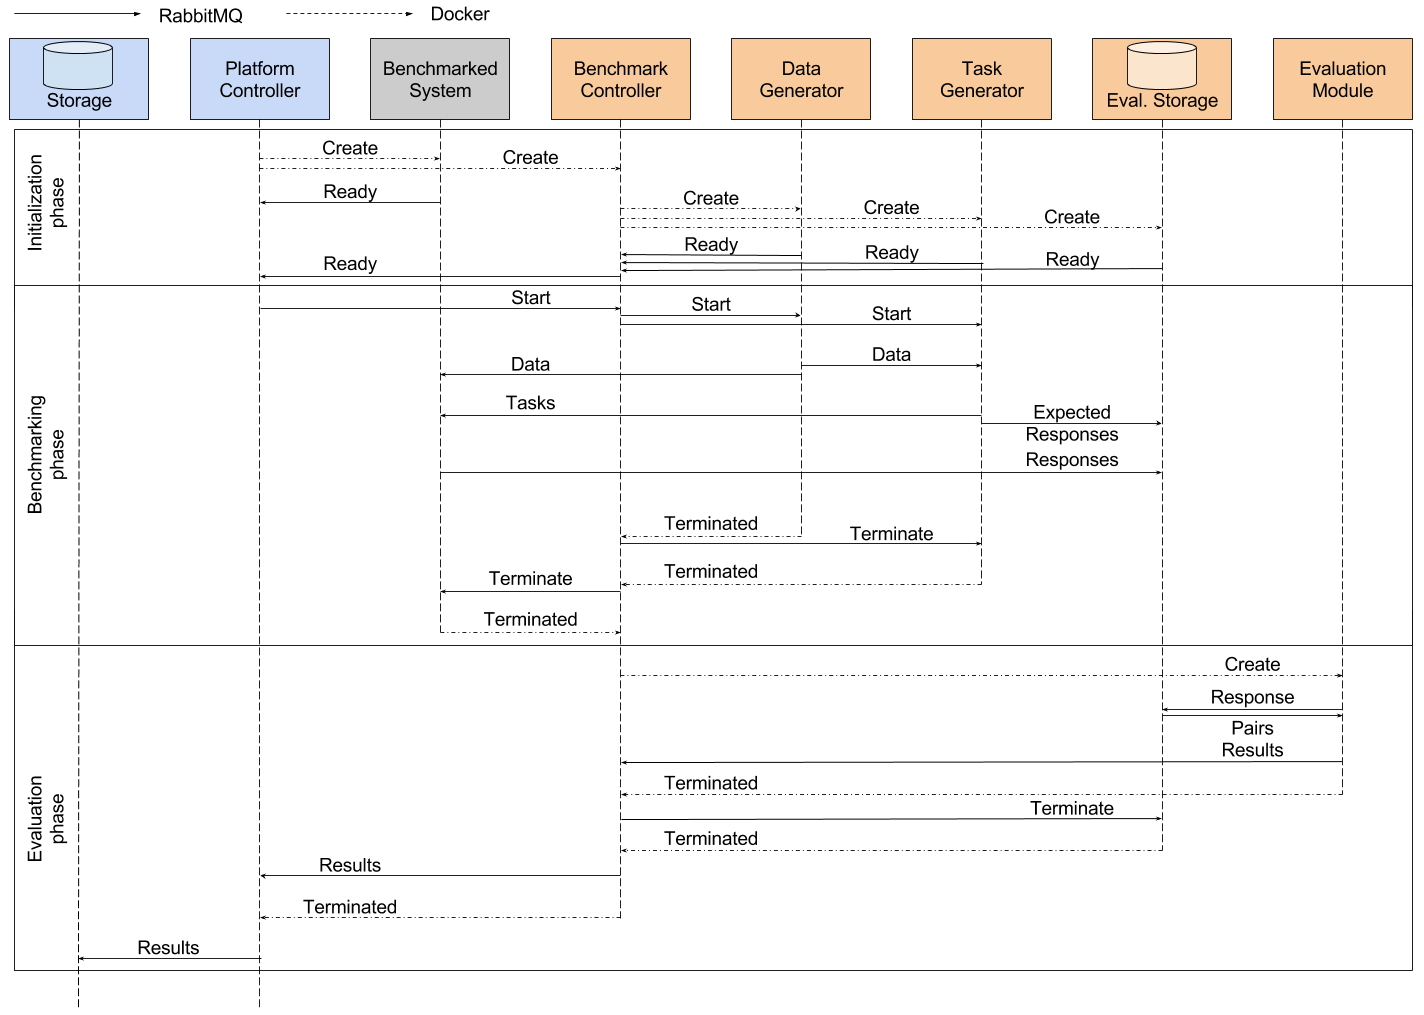 RabbitMQ
Docker
Storage
Platform
Controller
Benchmarked
System
Benchmark
Controller
Data
Generator
Task
Generator
Eval. Storage
Evaluation
Module
Initialization
phase
Create
Create
Ready
Create
Create
Create
Ready
Ready
Ready
Ready
Benchmarking
phase
Start
Start
Start
Data
Data
Tasks
Expected
Responses
Responses
Terminated
Terminate
Terminated
Terminate
Terminated
Evaluation
phase
Create
Response
Pairs
Results
Terminated
Terminate
Terminated
Results
Terminated
Results